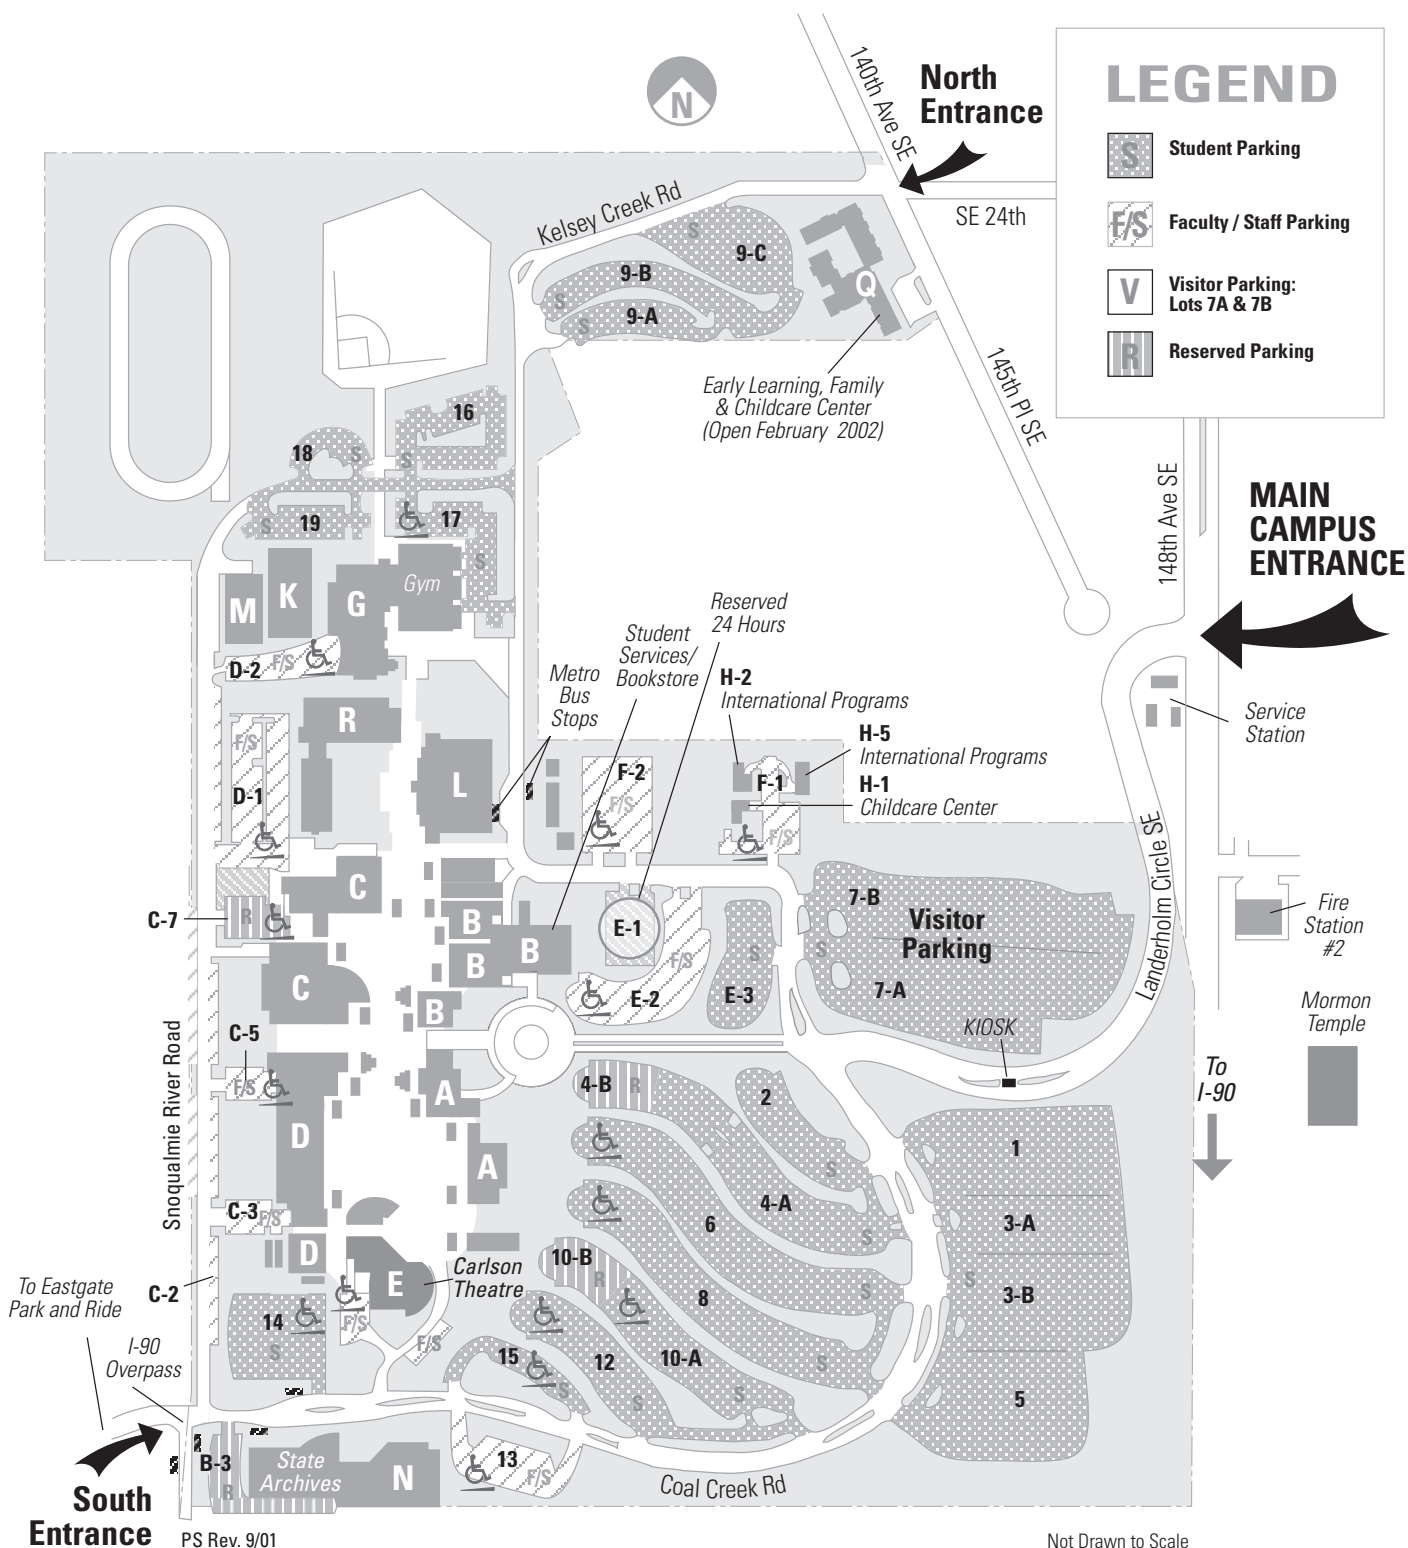 140th Ave SE
North
Entrance
LEGEND
S
Student Parking
F/S
Faculty / Staff Parking
V
Visitor Parking:
Lots 7A & 7B
R
Reserved Parking
N
Kelsey Creek Rd
SE 24th
S
9-C
9-B
Q
S
9-A
S
145th Pl SE
Early Learning, Family
& Childcare Center
(Open February 2002)
16
18
S
S
148th Ave SE
MAIN
CAMPUS
ENTRANCE
S
19
17
S
Gym
K
M
G
Reserved
24 Hours
Student
Services/
Bookstore
D-2
F/S
Metro
Bus
Stops
H-2
International Programs
R
F/S
H-5
International Programs
H-1
Childcare Center
Service
Station
F-2
F-1
L
D-1
F/S
F/S
Landerholm Circle SE
C
7-B
C-7
R
B
E-1
Visitor
Parking
Fire
Station
#2
B
B
S
S
F/S
C
E-2
E-3
7-A
B
Mormon
Temple
C-5
KIOSK
Snoqualmie River Road
F/S
4-B
R
2
To
I-90
A
D
1
A
S
C-3
F/S
4-A
3-A
6
S
D
10-B
Carlson
Theatre
R
S
E
To Eastgate
Park and Ride
C-2
8
S
3-B
14
F/S
I-90
Overpass
S
F/S
15
12
10-A
S
S
S
S
5
B-3
State
Archives
N
13
F/S
R
Coal Creek Rd
South
Entrance
PS Rev. 9/01
Not Drawn to Scale